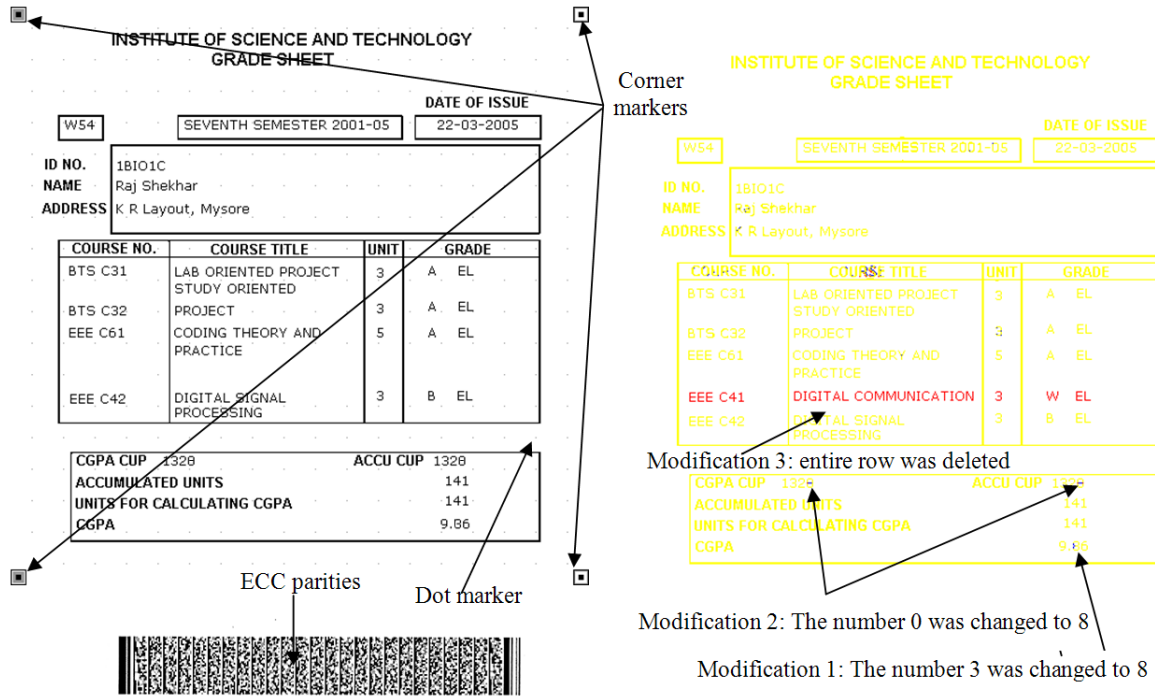 INSTITUTE OF SCIENCE AND TECHNOLOGY
GRADE SHEET
DATE OF ISSUE
W54 SEVENTH SEMESTER 2001-05 22-03-2005
ID NO. 1BIO1C
NAME Raj Shekhar
ADDRESS K R Layout, Mysore
COURSE NO. COURSE TITLE UNIT GRADE
BTS C31 LAB ORIENTED PROJECT 3 A EL
STUDY ORIENTED
BTS C32 PROJECT 3 A EL
EEE C61 CODING THEORY AND 5 A EL
PRACTICE
EEE C42 DIGITAL SIGNAL 3 B EL
PROCESSING
CGPA CUP 1328 ACCU CUP 1328
ACCUMULATED UNITS 141
UNITS FOR CALCULATING CGPA 141
CGPA 9.86
ECC parities
Dot marker
Corner
markers
INSTITUTE OF SCIENCE AND TECHNOLOGY
GRADE SHEET
DATE OF ISSUE
W54 SEVENTH SEMESTER 2001-05 22-03-2005
ID NO. 1BIO1C
NAME Raj Shekhar
ADDRESS K R Layout, Mysore
COURSE NO. COURSE TITLE UNIT GRADE
BTS C31 LAB ORIENTED PROJECT 3 A EL
STUDY ORIENTED
BTS C32 PROJECT 3 A EL
EEE C61 CODING THEORY AND 5 A EL
PRACTICE
EEE C41 DIGITAL COMMUNICATION 3 W EL
EEE C42 DIGITAL SIGNAL 3 B EL
PROCESSING
Modification 3: entire row was deleted
CGPA CUP ACCU CUP
ACCUMULATED UNITS 141
UNITS FOR CALCULATING CGPA 141
CGPA
Modification 2: The number 0 was changed to 8
Modification 1: The number 3 was changed to 8